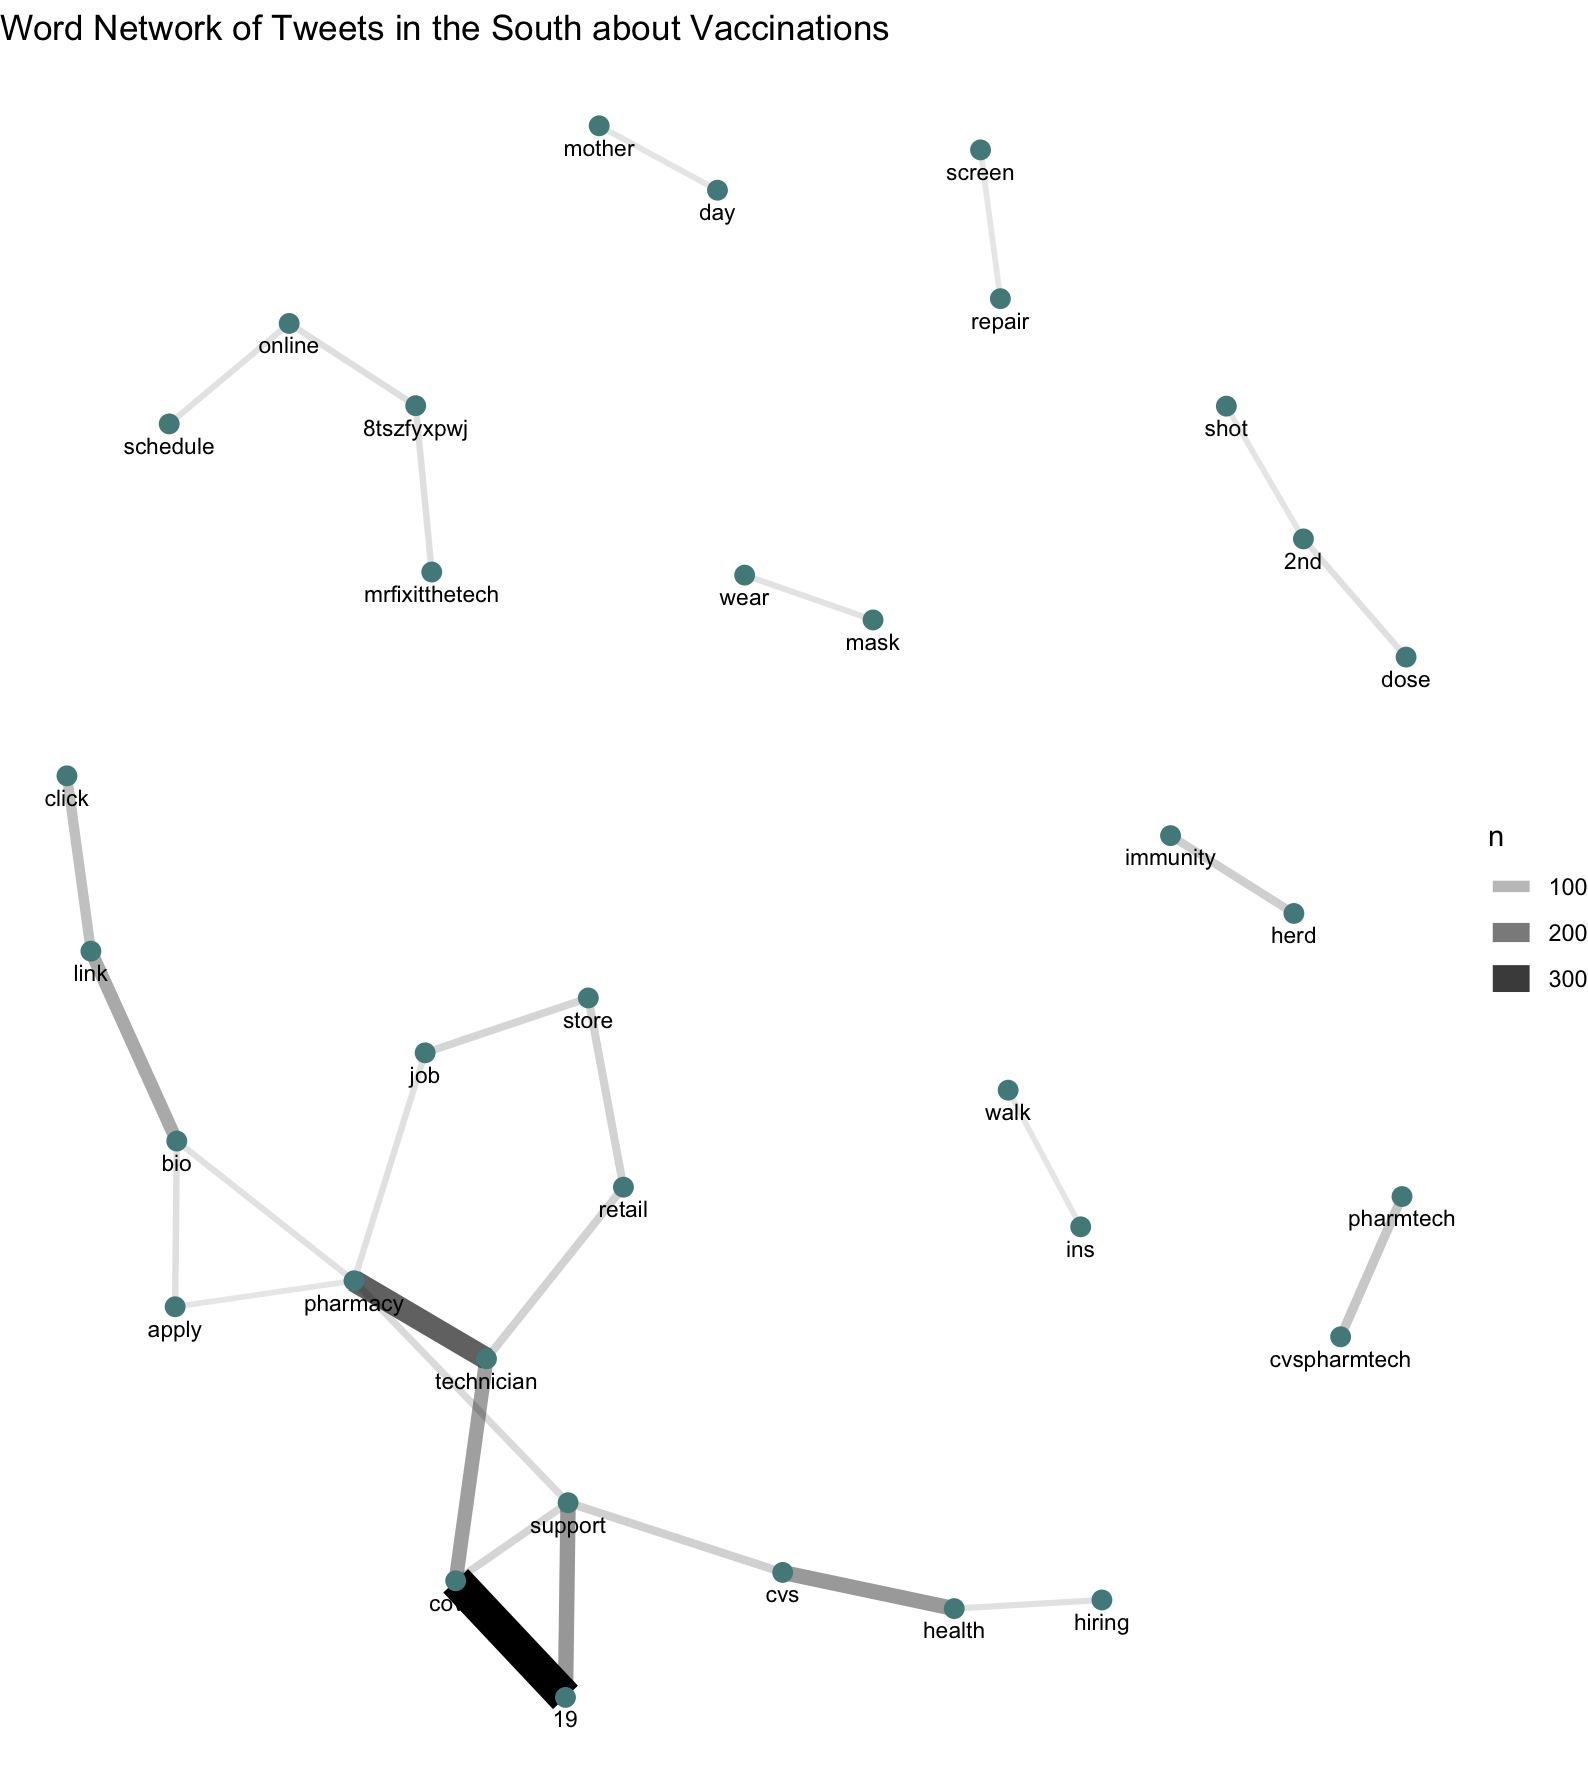 Word Network of Tweets in the South about Vaccinations
mother
screen
day
repair
online
schedule
8tszfyxpwj
shot
2nd
mrfixitthetech
wear
mask
dose
click
immunity
n
100
herd
200
link
300
store
job
walk
bio
retail
pharmtech
ins
pharmacy
apply
cvspharmtech
technician
support
cvs
health
hiring
19